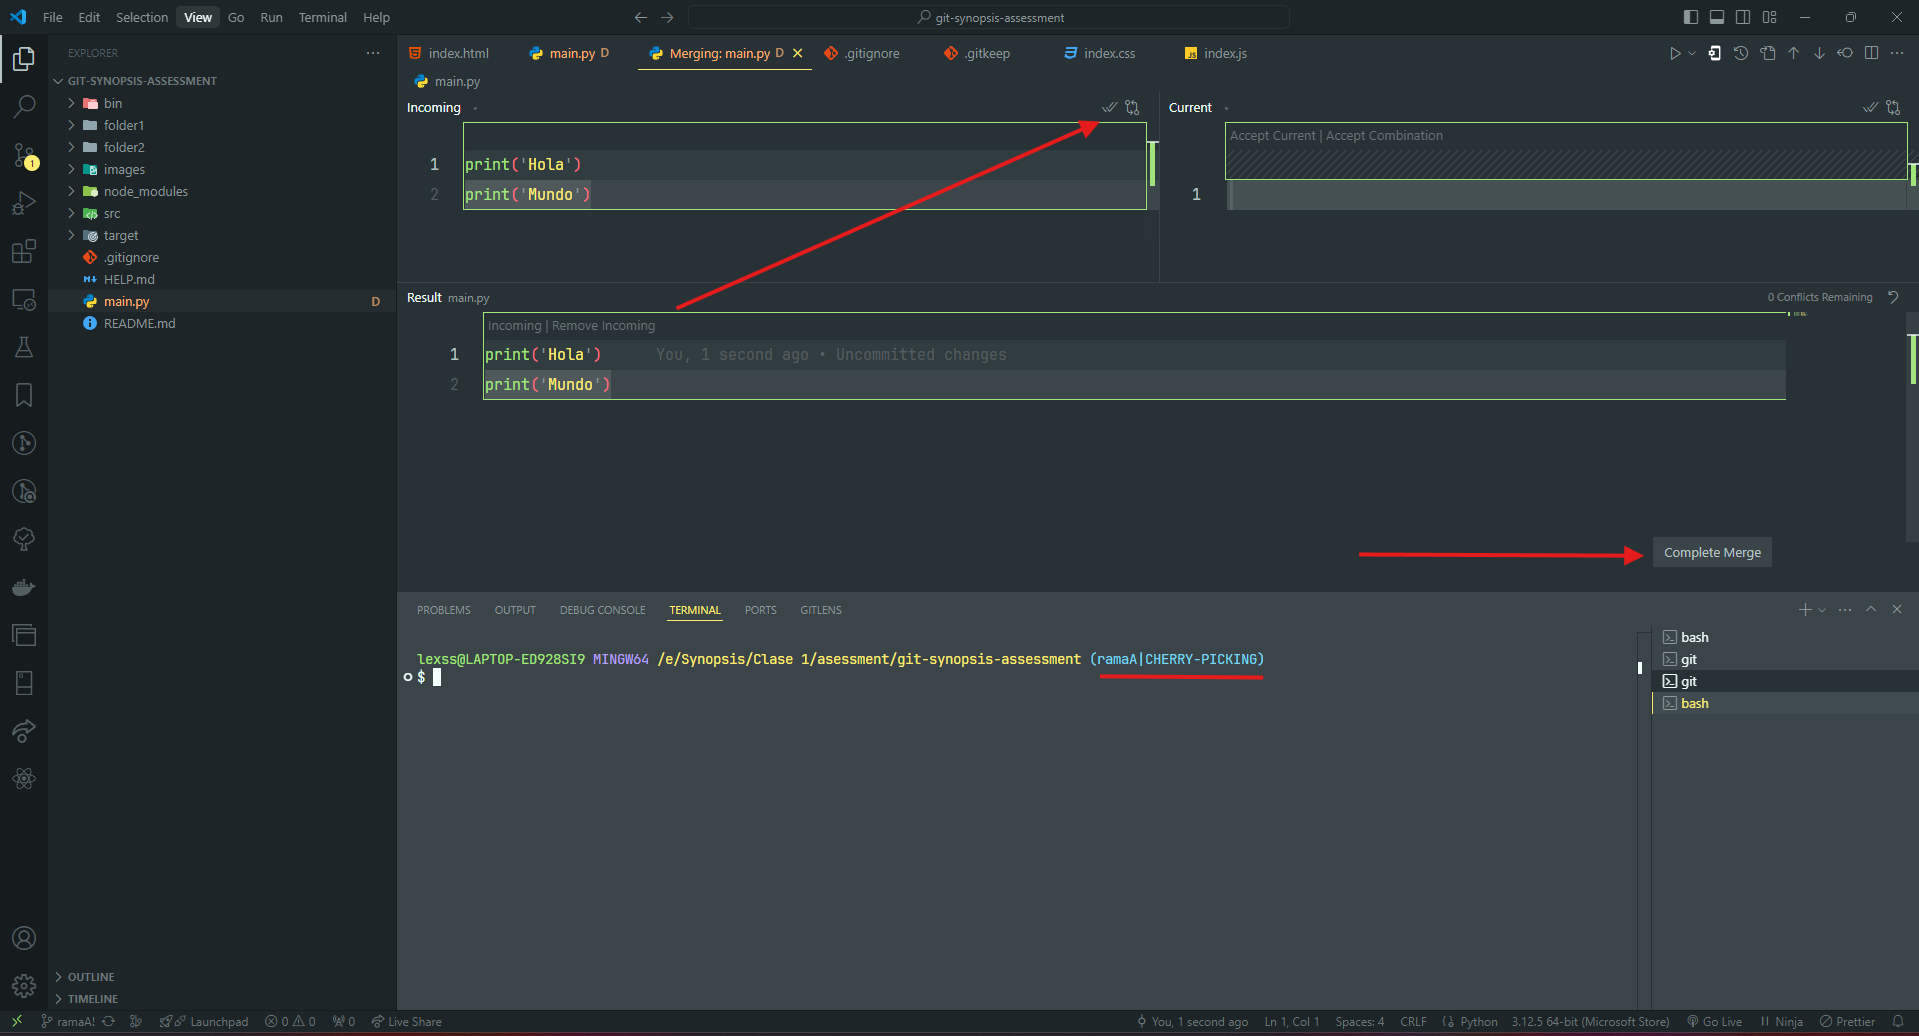 File Edit Selection View Go Run Terminal Help
git-synopsis-assessment
EXPLORER
GIT-SYNOPSIS-ASSESSMENT
bin
folder1
folder2
images
node_modules
src
target
.gitignore
HELP.md
main.py D
README.md
OUTLINE
TIMELINE
1
index.html
main.py D
Merging: main.py D
.gitignore
.gitkeep
index.css
index.js
main.py
Incoming
1 print('Hola')
2 print('Mundo')
Current
Accept Current | Accept Combination
1
Result main.py
0 Conflicts Remaining
Incoming | Remove Incoming
1 print('Hola') You, 1 second ago • Uncommitted changes
2 print('Mundo')
Complete Merge
PROBLEMS OUTPUT DEBUG CONSOLE TERMINAL PORTS GITLENS
lexss@LAPTOP-ED928SI9 MINGW64 /e/Synopsis/Clase 1/asessment/git-synopsis-assessment (ramaA|CHERRY-PICKING)
$
bash
git
git
bash
ramaA! Launchpad 0 0 0 Live Share You, 1 second ago Ln 1, Col 1 Spaces: 4 CRLF Python 3.12.5 64-bit (Microsoft Store) Go Live Ninja Prettier